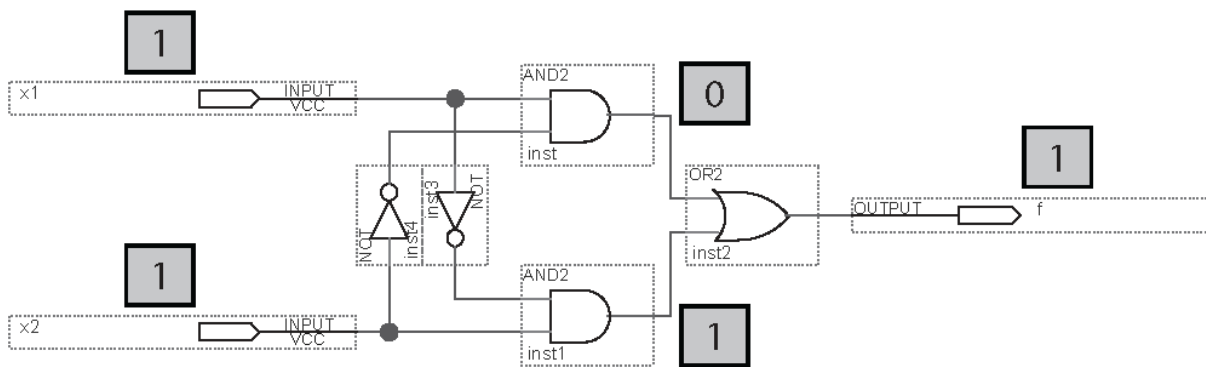 1
x1
INPUT
VCC
AND2
inst
0
NOT
inst4
inst3
NOT
OR2
inst2
1
OUTPUT
f
1
x2
INPUT
VCC
AND2
inst1
1